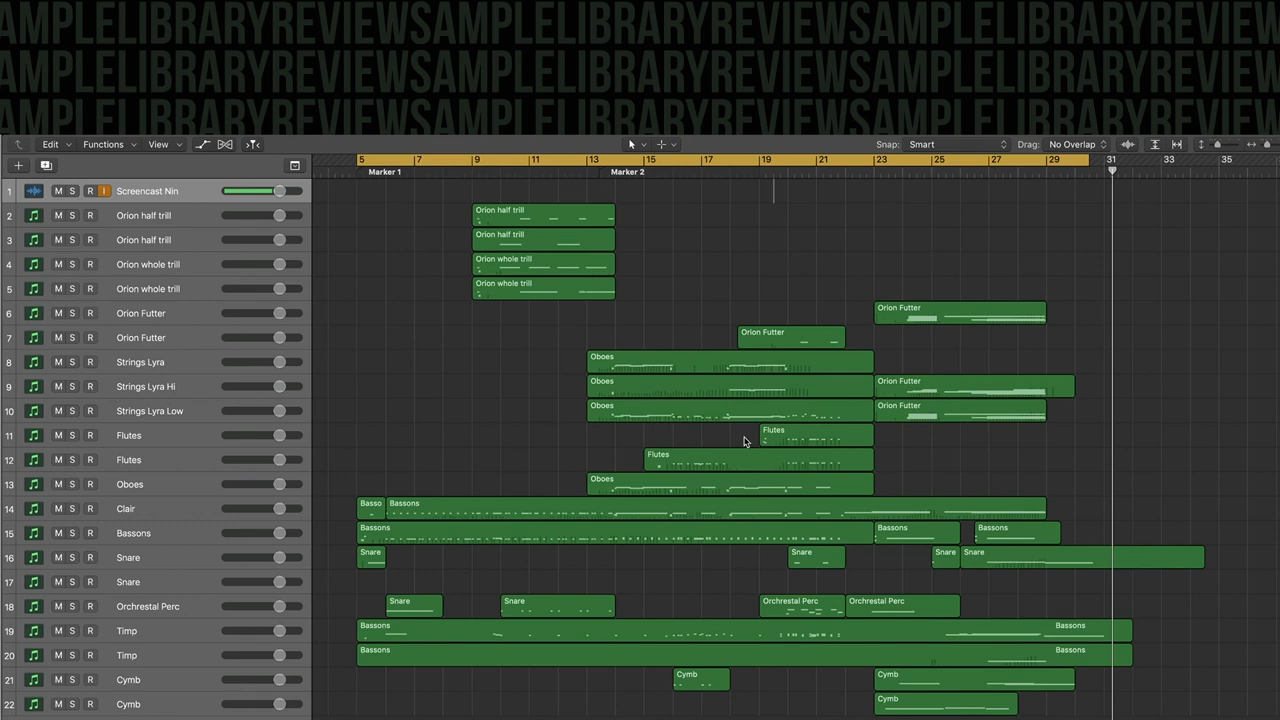 AMPLELIBRARYREVIEWSAMPLELIBRARYREVIEWSAMPLELIBRARYREVIEW
AMPLELIBRARYREVIEWSAMPLELIBRARYREVIEWSAMPLELIBRARYREVIEW
AMPLELIBRARYREVIEWSAMPLELIBRARYREVIEWSAMPLELIBRARYREVIEW
Edit Functions View Snap: Smart Drag: No Overlap
5 7 9 11 13 15 17 19 21 23 25 27 29 31 33 35
Marker 1 Marker 2
1 M S R I Screencast Nin
2 M S R Orion half trill Orion half trill
3 M S R Orion half trill Orion half trill
4 M S R Orion whole trill Orion whole trill
5 M S R Orion whole trill Orion whole trill
6 M S R Orion Futter Orion Futter
7 M S R Orion Futter Orion Futter
8 M S R Strings Lyra Oboes
9 M S R Strings Lyra Hi Oboes Orion Futter
10 M S R Strings Lyra Low Oboes Orion Futter
11 M S R Flutes Flutes
12 M S R Flutes Flutes
13 M S R Oboes Oboes
14 M S R Clair Basso Bassons
15 M S R Bassons Bassons Bassons Bassons
16 M S R Snare Snare Snare Snare Snare
17 M S R Snare
18 M S R Orchrestal Perc Snare Snare Orchrestal Perc Orchrestal Perc
19 M S R Timp Bassons Bassons
20 M S R Timp Bassons Bassons
21 M S R Cymb Cymb Cymb
22 M S R Cymb Cymb